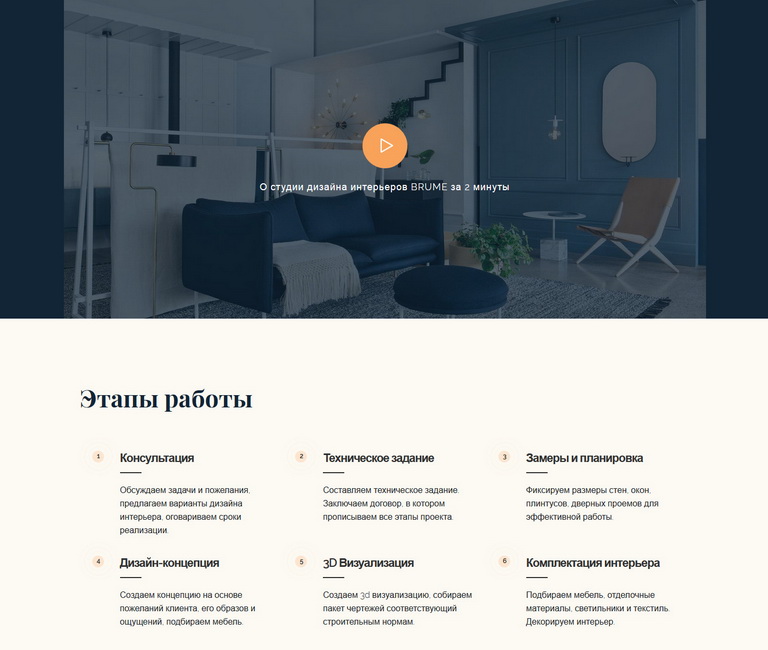 О студии дизайна интерьеров BRUME за 2 минуты
Этапы работы
1 Консультация
Обсуждаем задачи и пожелания,
предлагаем варианты дизайна
интерьера, оговариваем сроки
реализации.
2 Техническое задание
Составляем техническое задание.
Заключаем договор, в котором
прописываем все этапы проекта.
3 Замеры и планировка
Фиксируем размеры стен, окон,
плинтусов, дверных проемов для
эффективной работы.
4 Дизайн-концепция
Создаем концепцию на основе
пожеланий клиента, его образов и
ощущений, подбираем мебель.
5 3D Визуализация
Создаем 3d визуализацию, собираем
пакет чертежей соответствующий
строительным нормам.
6 Комплектация интерьера
Подбираем мебель, отделочные
материалы, светильники и текстиль.
Декорируем интерьер.